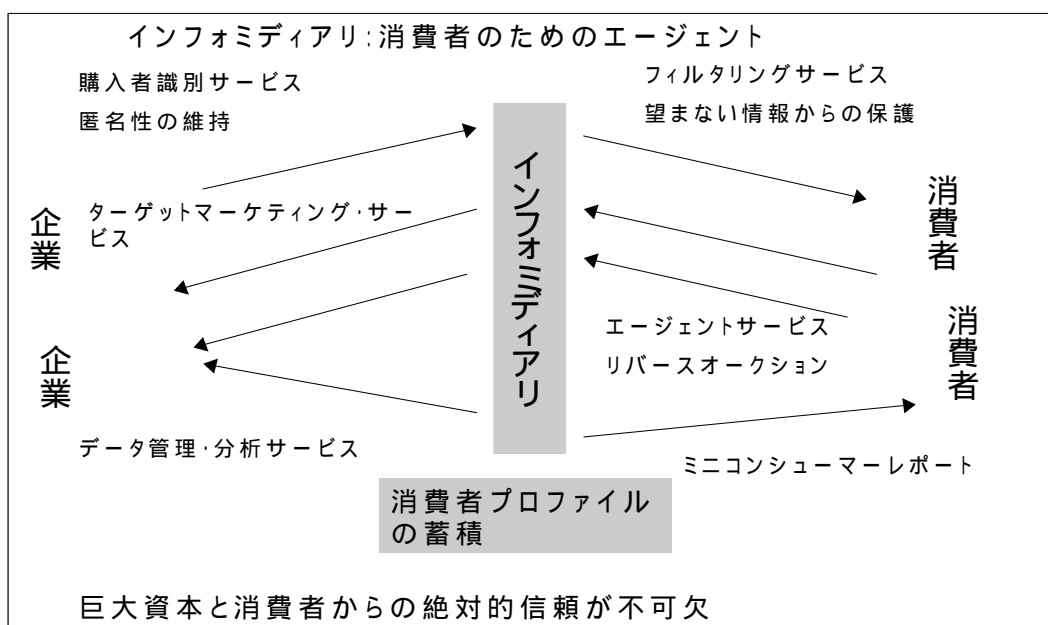 インフォミディアリ:消費者のためのエージェント
購入者識別サービス
匿名性の維持
フィルタリングサービス
望まない情報からの保護
企業
ターゲットマーケティング・サー
ビス
インフォミディアリ
消費者
企業
エージェントサービス
リバースオークション
消費者
データ管理・分析サービス
ミニコンシューマーレポート
消費者プロファイル
の蓄積
巨大資本と消費者からの絶対的信頼が不可欠